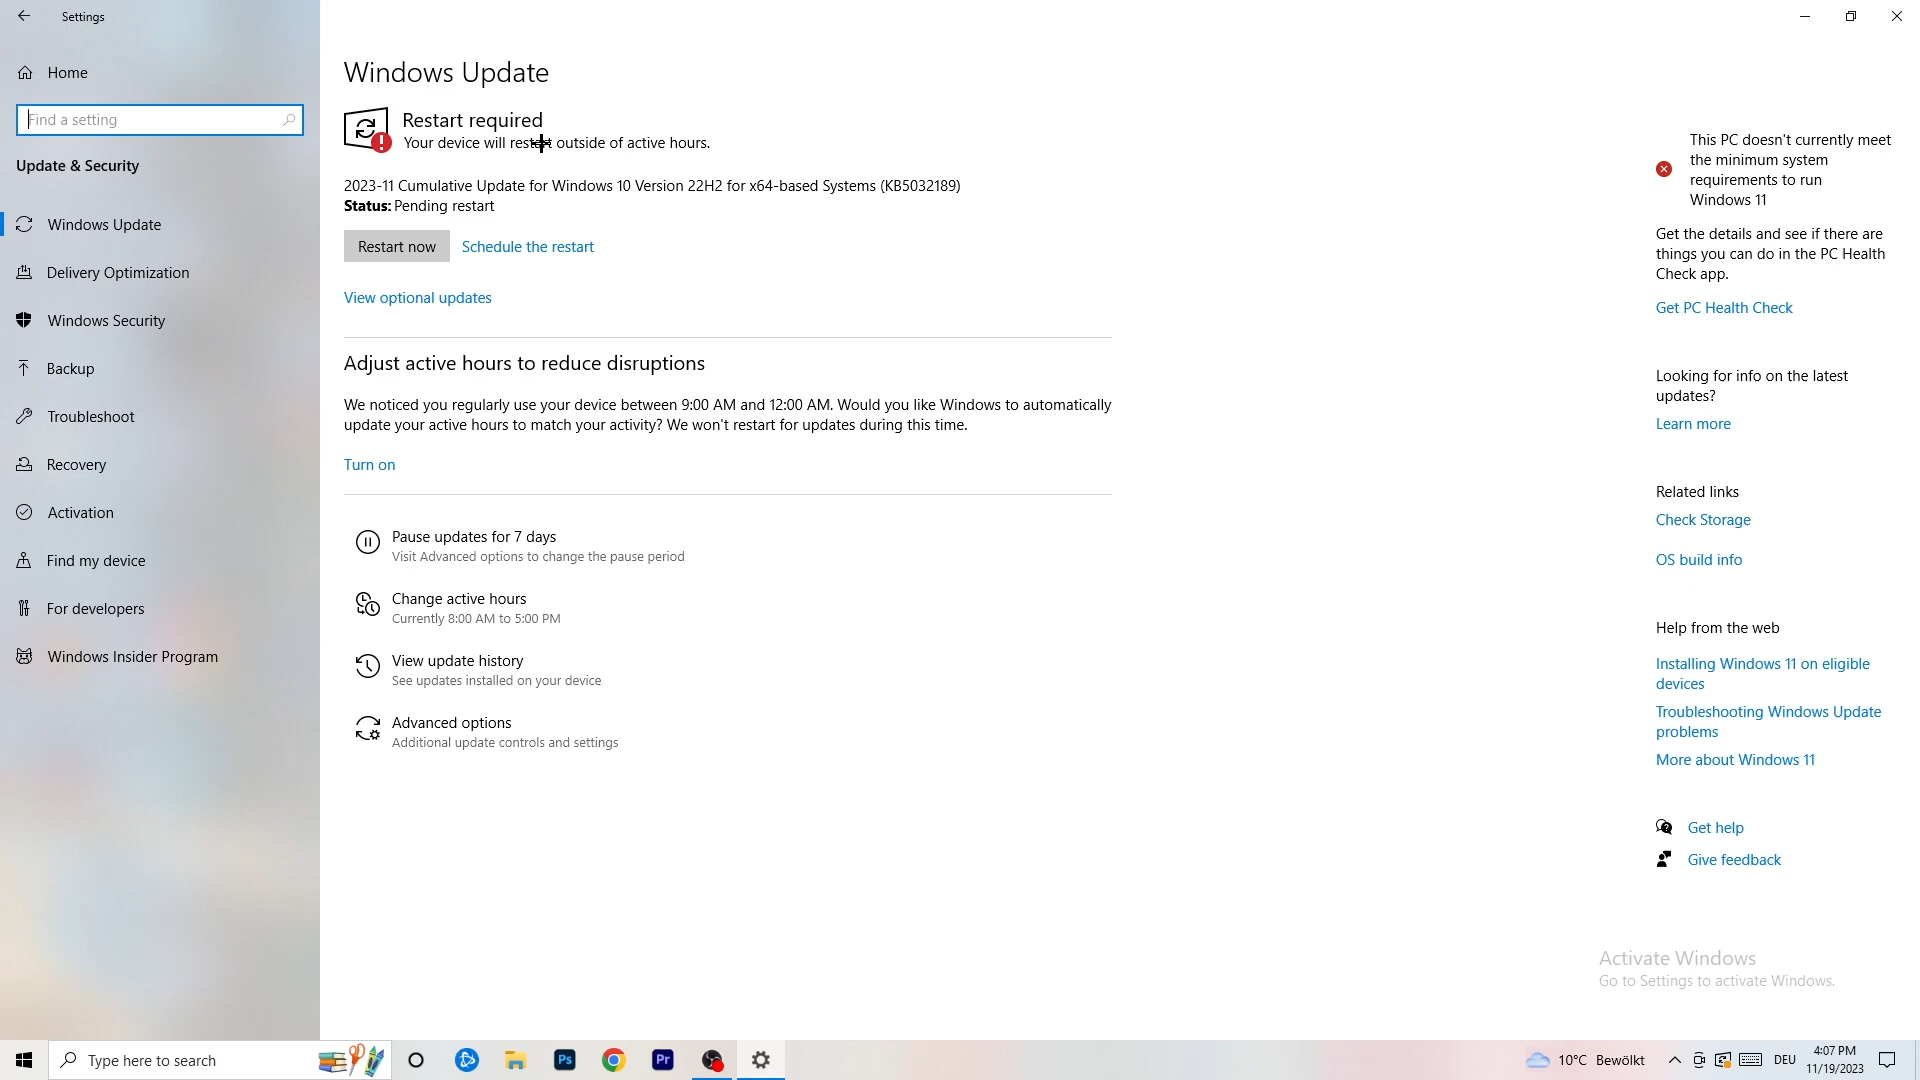 Settings
Home
Find a setting
Update & Security
Windows Update
Delivery Optimization
Windows Security
Backup
Troubleshoot
Recovery
Activation
Find my device
For developers
Windows Insider Program
Windows Update
Restart required
Your device will restart outside of active hours.
2023-11 Cumulative Update for Windows 10 Version 22H2 for x64-based Systems (KB5032189)
Status: Pending restart
Restart now
Schedule the restart
View optional updates
Adjust active hours to reduce disruptions
We noticed you regularly use your device between 9:00 AM and 12:00 AM. Would you like Windows to automatically
update your active hours to match your activity? We won't restart for updates during this time.
Turn on
Pause updates for 7 days
Visit Advanced options to change the pause period
Change active hours
Currently 8:00 AM to 5:00 PM
View update history
See updates installed on your device
Advanced options
Additional update controls and settings
This PC doesn't currently meet
the minimum system
requirements to run
Windows 11
Get the details and see if there are
things you can do in the PC Health
Check app.
Get PC Health Check
Looking for info on the latest
updates?
Learn more
Related links
Check Storage
OS build info
Help from the web
Installing Windows 11 on eligible
devices
Troubleshooting Windows Update
problems
More about Windows 11
Get help
Give feedback
Activate Windows
Go to Settings to activate Windows.
Type here to search
Ps
Pr
10°C Bewölkt
DEU
4:07 PM
11/19/2023